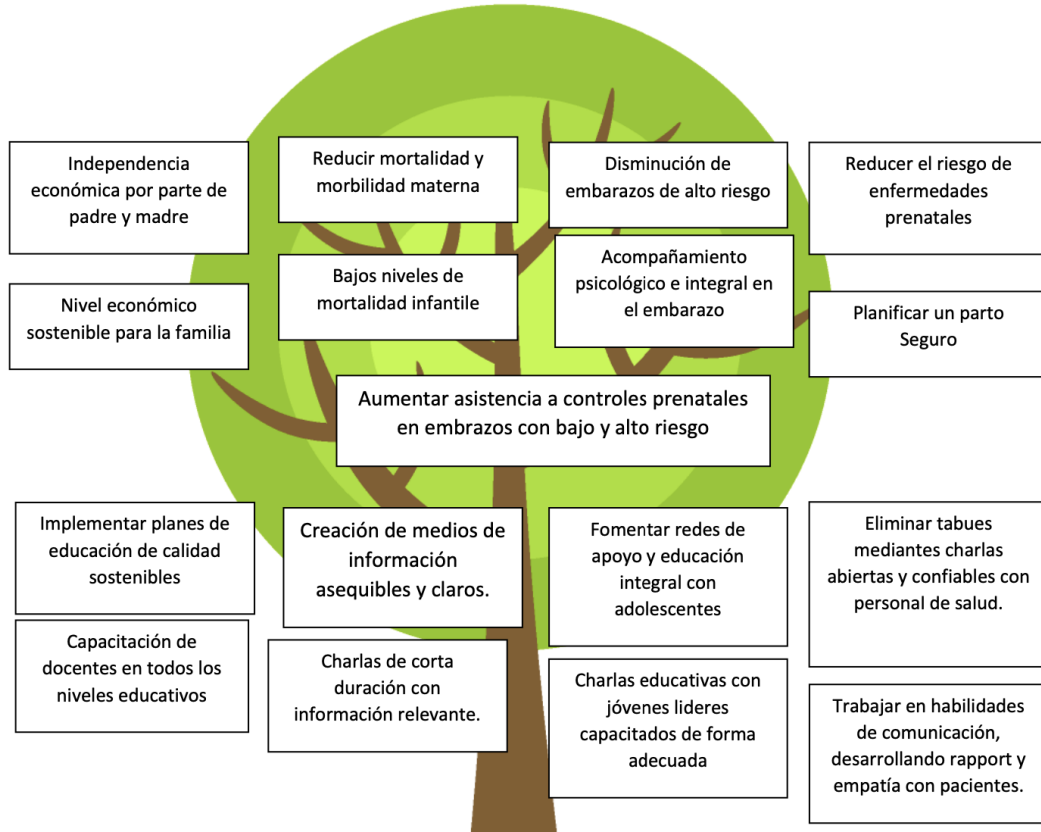 Independencia
económica por parte de
padre y madre
Reducir mortalidad y
morbilidad materna
Disminución de
embarazos de alto riesgo
Reducer el riesgo de
enfermedades
prenatales
Nivel económico
sostenible para la familia
Bajos niveles de
mortalidad infantile
Acompañamiento
psicológico e integral en
el embarazo
Planificar un parto
Seguro
Aumentar asistencia a controles prenatales
en embrazos con bajo y alto riesgo
Implementar planes de
educación de calidad
sostenibles
Creación de medios de
información
asequibles y claros.
Fomentar redes de
apoyo y educación
integral con
adolescentes
Eliminar tabues
mediantes charlas
abiertas y confiables con
personal de salud.
Capacitación de
docentes en todos los
niveles educativos
Charlas de corta
duración con
información relevante.
Charlas educativas con
jóvenes lideres
capacitados de forma
adecuada
Trabajar en habilidades
de comunicación,
desarrollando rapport y
empatía con pacientes.